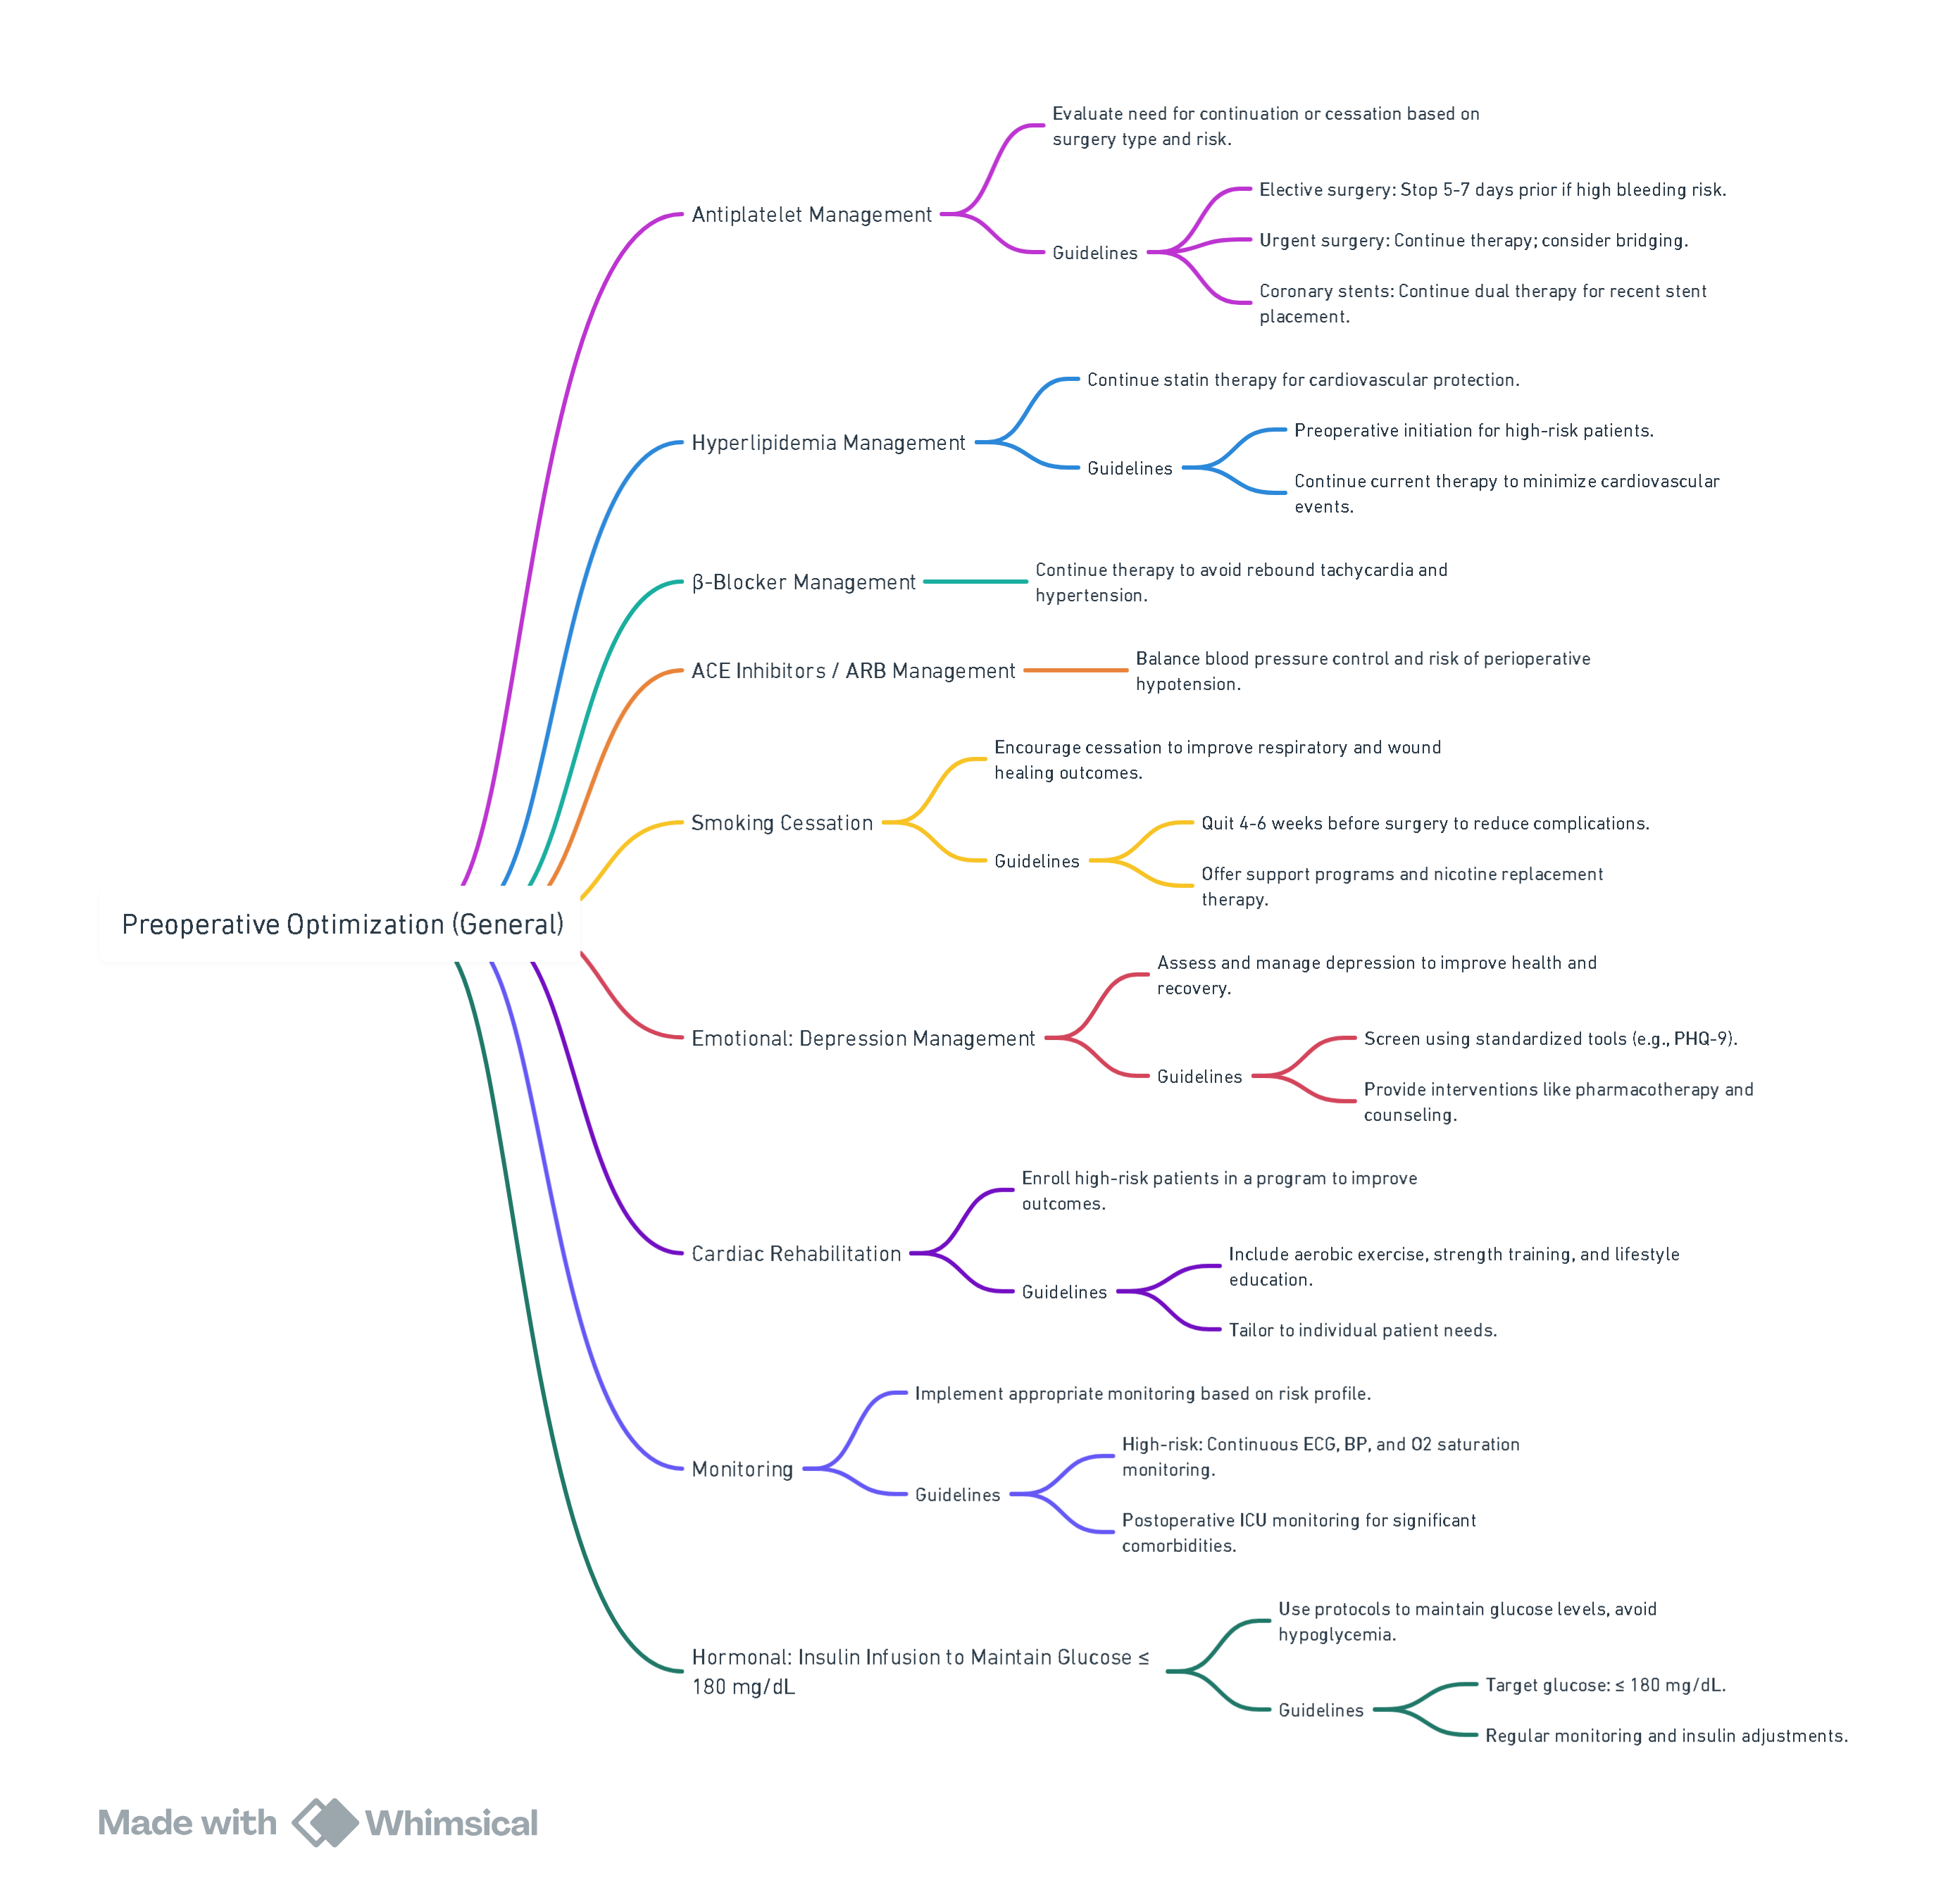 Evaluate need for continuation or cessation based on
surgery type and risk.
Antiplatelet Management
Guidelines
Elective surgery: Stop 5-7 days prior if high bleeding risk.
Urgent surgery: Continue therapy; consider bridging.
Coronary stents: Continue dual therapy for recent stent
placement.
Hyperlipidemia Management
Continue statin therapy for cardiovascular protection.
Guidelines
Preoperative initiation for high-risk patients.
Continue current therapy to minimize cardiovascular
events.
β-Blocker Management
Continue therapy to avoid rebound tachycardia and
hypertension.
ACE Inhibitors / ARB Management
Balance blood pressure control and risk of perioperative
hypotension.
Smoking Cessation
Encourage cessation to improve respiratory and wound
healing outcomes.
Guidelines
Quit 4-6 weeks before surgery to reduce complications.
Offer support programs and nicotine replacement
therapy.
Preoperative Optimization (General)
Emotional: Depression Management
Assess and manage depression to improve health and
recovery.
Guidelines
Screen using standardized tools (e.g., PHQ-9).
Provide interventions like pharmacotherapy and
counseling.
Cardiac Rehabilitation
Enroll high-risk patients in a program to improve
outcomes.
Guidelines
Include aerobic exercise, strength training, and lifestyle
education.
Tailor to individual patient needs.
Monitoring
Implement appropriate monitoring based on risk profile.
Guidelines
High-risk: Continuous ECG, BP, and O2 saturation
monitoring.
Postoperative ICU monitoring for significant
comorbidities.
Hormonal: Insulin Infusion to Maintain Glucose ≤
180 mg/dL
Use protocols to maintain glucose levels, avoid
hypoglycemia.
Guidelines
Target glucose: ≤ 180 mg/dL.
Regular monitoring and insulin adjustments.
Made with Whimsical